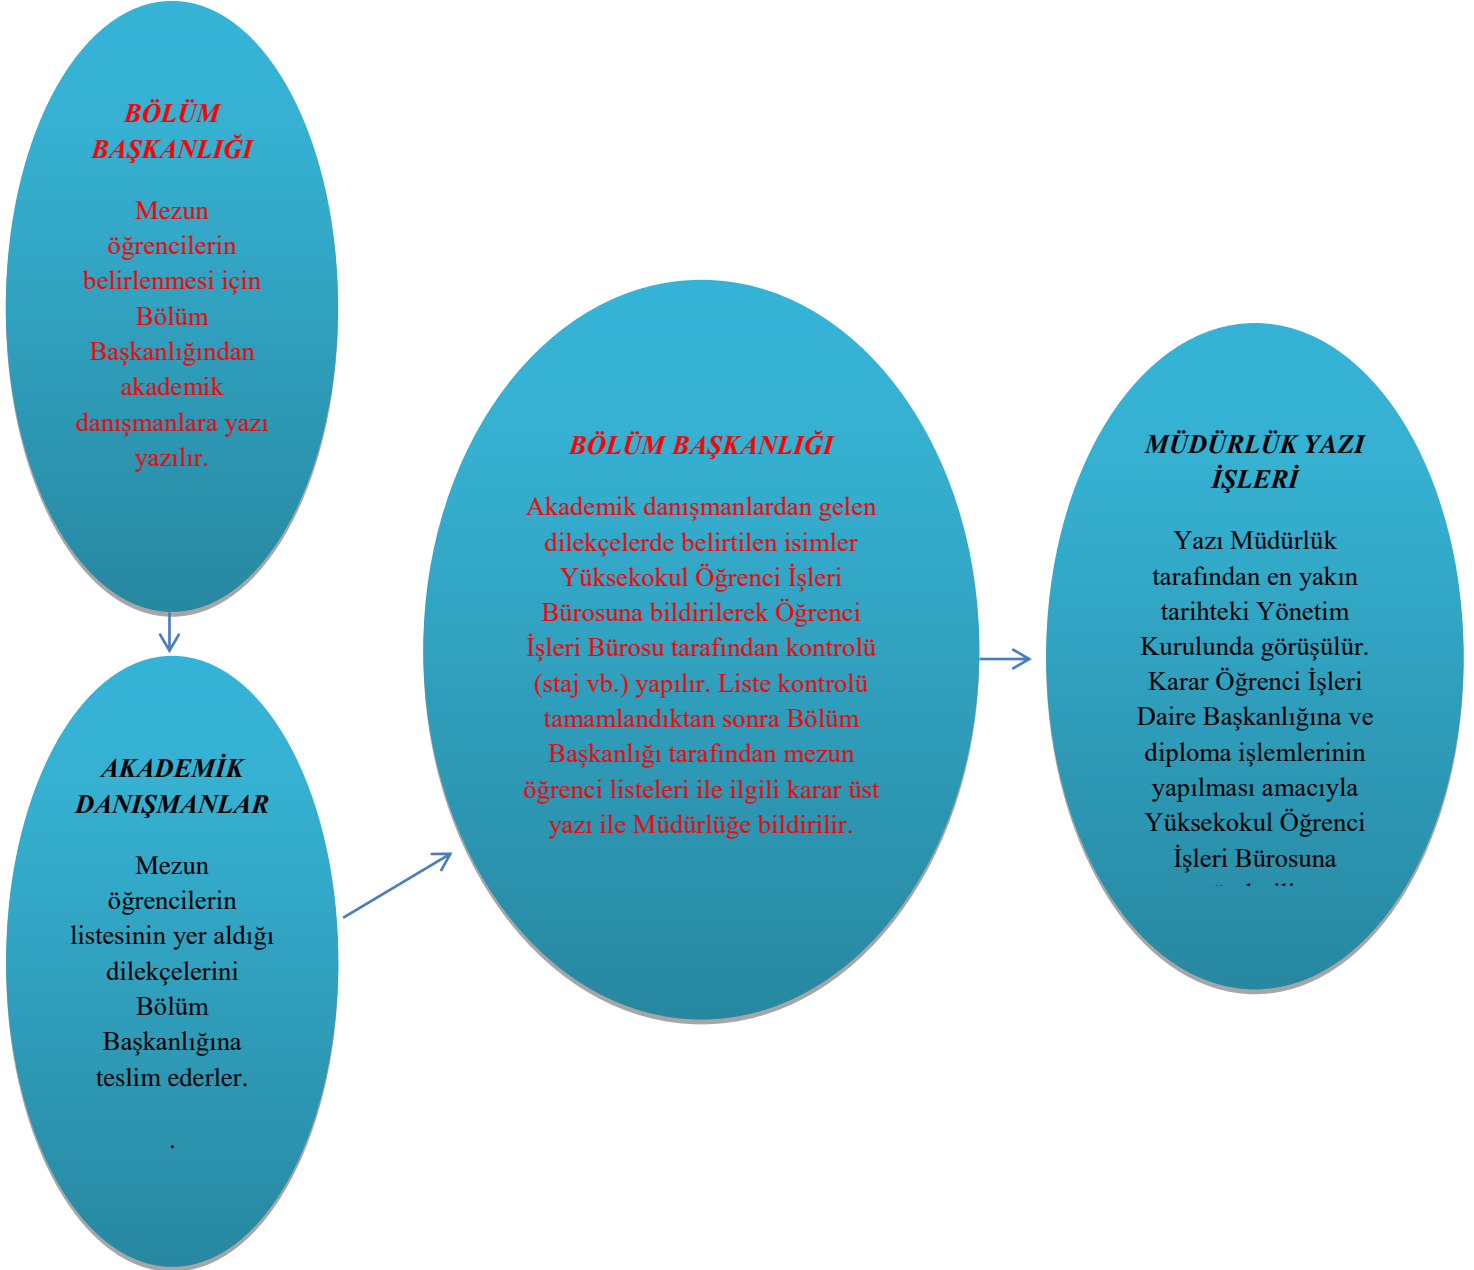 BÖLÜM
BAŞKANLIĞI
Mezun
öğrencilerin
belirlenmesi için
Bölüm
Başkanlığından
akademik
danışmanlara yazı
yazılır.
AKADEMİK
DANIŞMANLAR
Mezun
öğrencilerin
listesinin yer aldığı
dilekçelerini
Bölüm
Başkanlığına
teslim ederler.
.
BÖLÜM BAŞKANLIĞI
Akademik danışmanlardan gelen
dilekçelerde belirtilen isimler
Yüksekokul Öğrenci İşleri
Bürosuna bildirilerek Öğrenci
İşleri Bürosu tarafından kontrolü
(staj vb.) yapılır. Liste kontrolü
tamamlandıktan sonra Bölüm
Başkanlığı tarafından mezun
öğrenci listeleri ile ilgili karar üst
yazı ile Müdürlüğe bildirilir.
MÜDÜRLÜK YAZI
İŞLERİ
Yazı Müdürlük
tarafından en yakın
tarihteki Yönetim
Kurulunda görüşülür.
Karar Öğrenci İşleri
Daire Başkanlığına ve
diploma işlemlerinin
yapılması amacıyla
Yüksekokul Öğrenci
İşleri Bürosuna